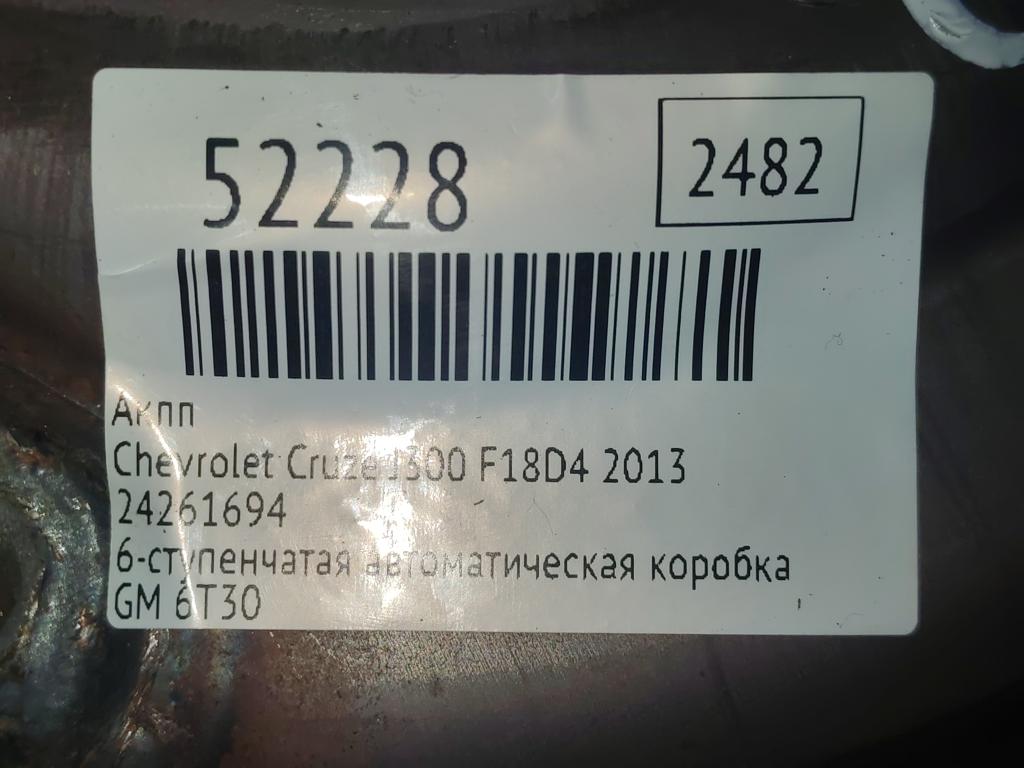 52228
2482
Акпп
Chevrolet Cruze J300 F18D4 2013
24261694
6-ступенчатая автоматическая коробка
GM 6T30